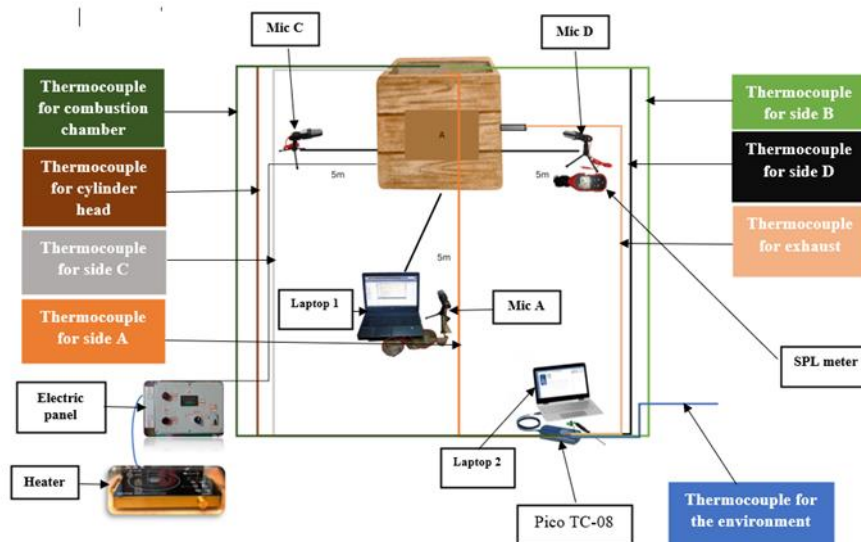 Mic C
Mic D
Thermocouple
for combustion
chamber
Thermocouple
for cylinder
head
Thermocouple
for side C
Thermocouple
for side A
A
5m
5m
5m
Thermocouple
for side B
Thermocouple
for side D
Thermocouple
for exhaust
Laptop 1
Mic A
SPL meter
Electric
panel
Heater
Laptop 2
Pico TC-08
Thermocouple for
the environment